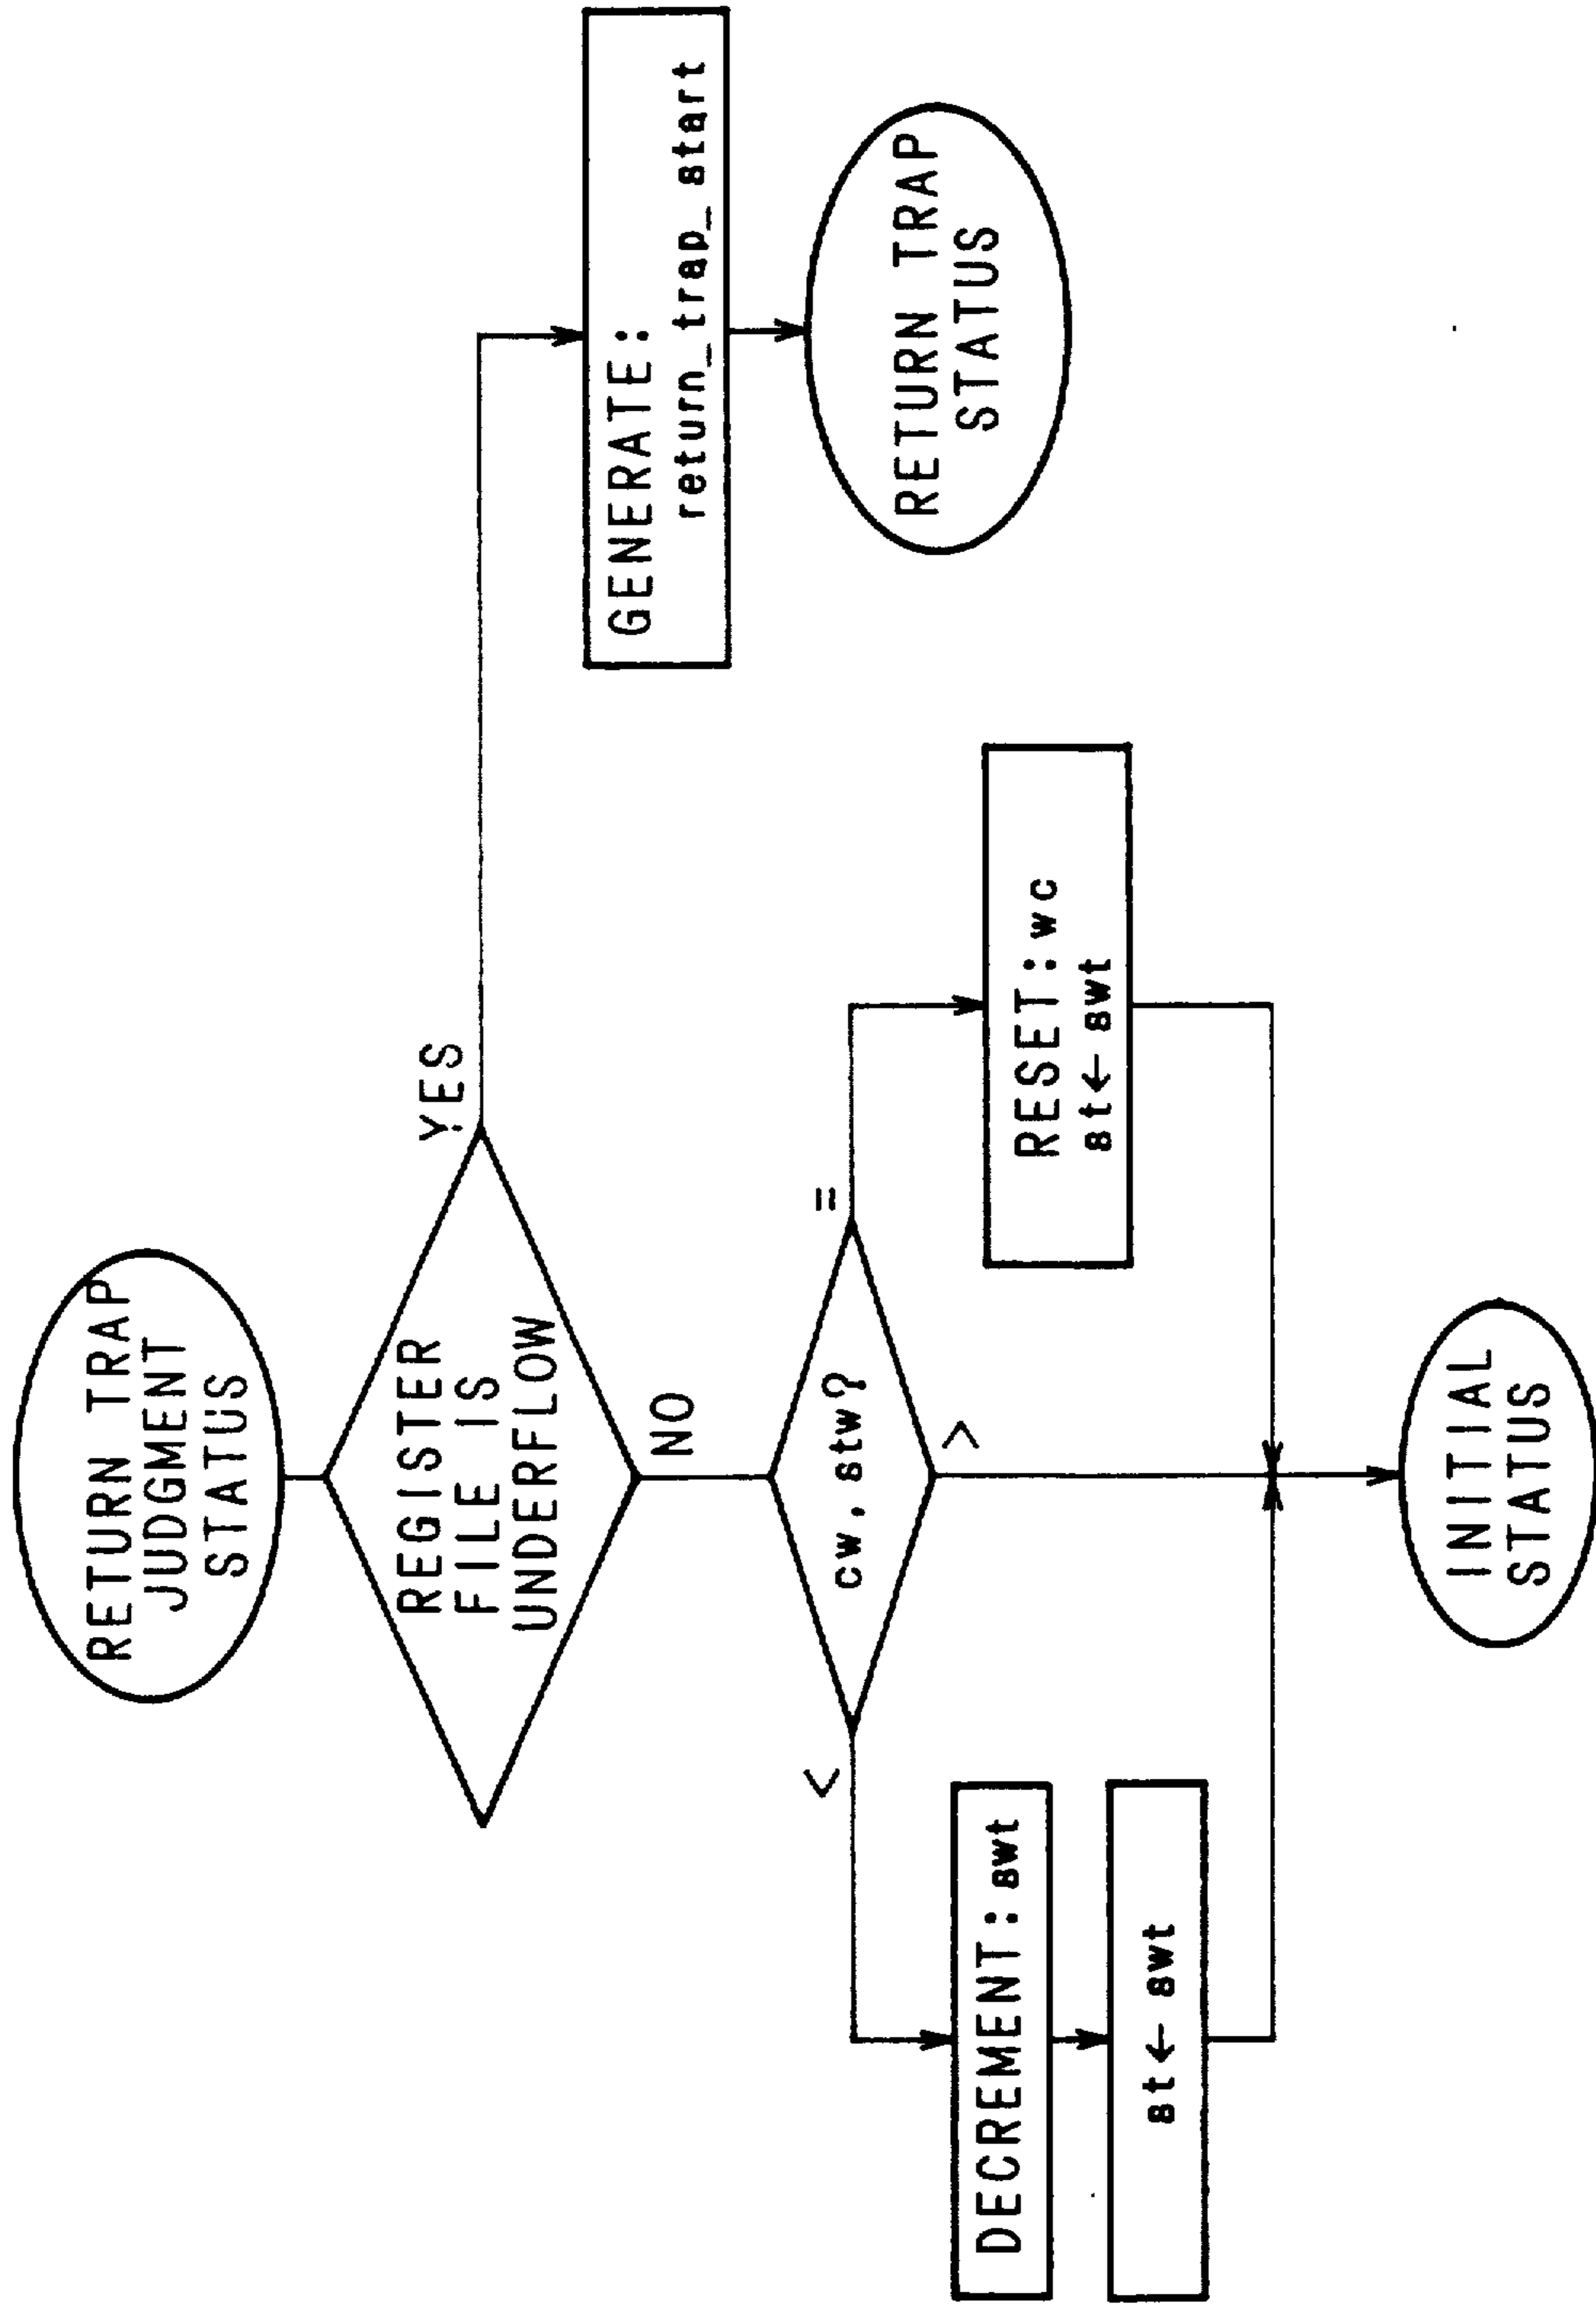 RETURN TRAP
JUDGMENT
STATUS
REGISTER
FILE IS
UNDERFLOW
YES
NO
GENERATE:
return_trap_start
RETURN TRAP
STATUS
cw, stw?
<
=
>
DECREMENT:swt
st← swt
RESET:wc
st← swt
INITIAL
STATUS